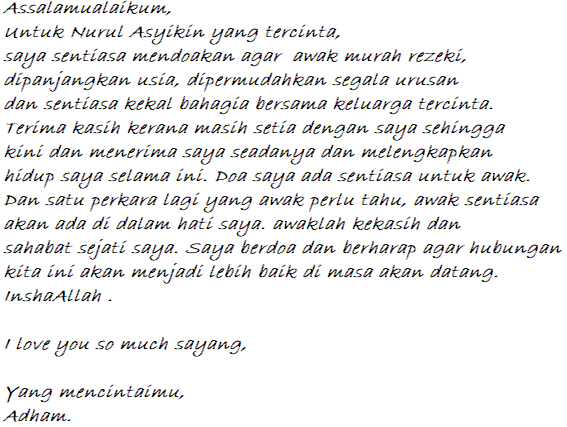 Assalamualaikum,
Untuk Nurul Asyikin yang tercinta,
saya sentiasa mendoakan agar awak murah rezeki,
dipanjangkan usia, dipermudahkan segala urusan
dan sentiasa kekal bahagia bersama keluarga tercinta.
Terima kasih kerana masih setia dengan saya sehingga
kini dan menerima saya seadanya dan melengkapkan
hidup saya selama ini. Doa saya ada sentiasa untuk awak.
Dan satu perkara lagi yang awak perlu tahu, awak sentiasa
akan ada di dalam hati saya. awaklah kekasih dan
sahabat sejati saya. Saya berdoa dan berharap agar hubungan
kita ini akan menjadi lebih baik di masa akan datang.
InshaAllah .
I love you so much sayang,
Yang mencintaimu,
Adham.